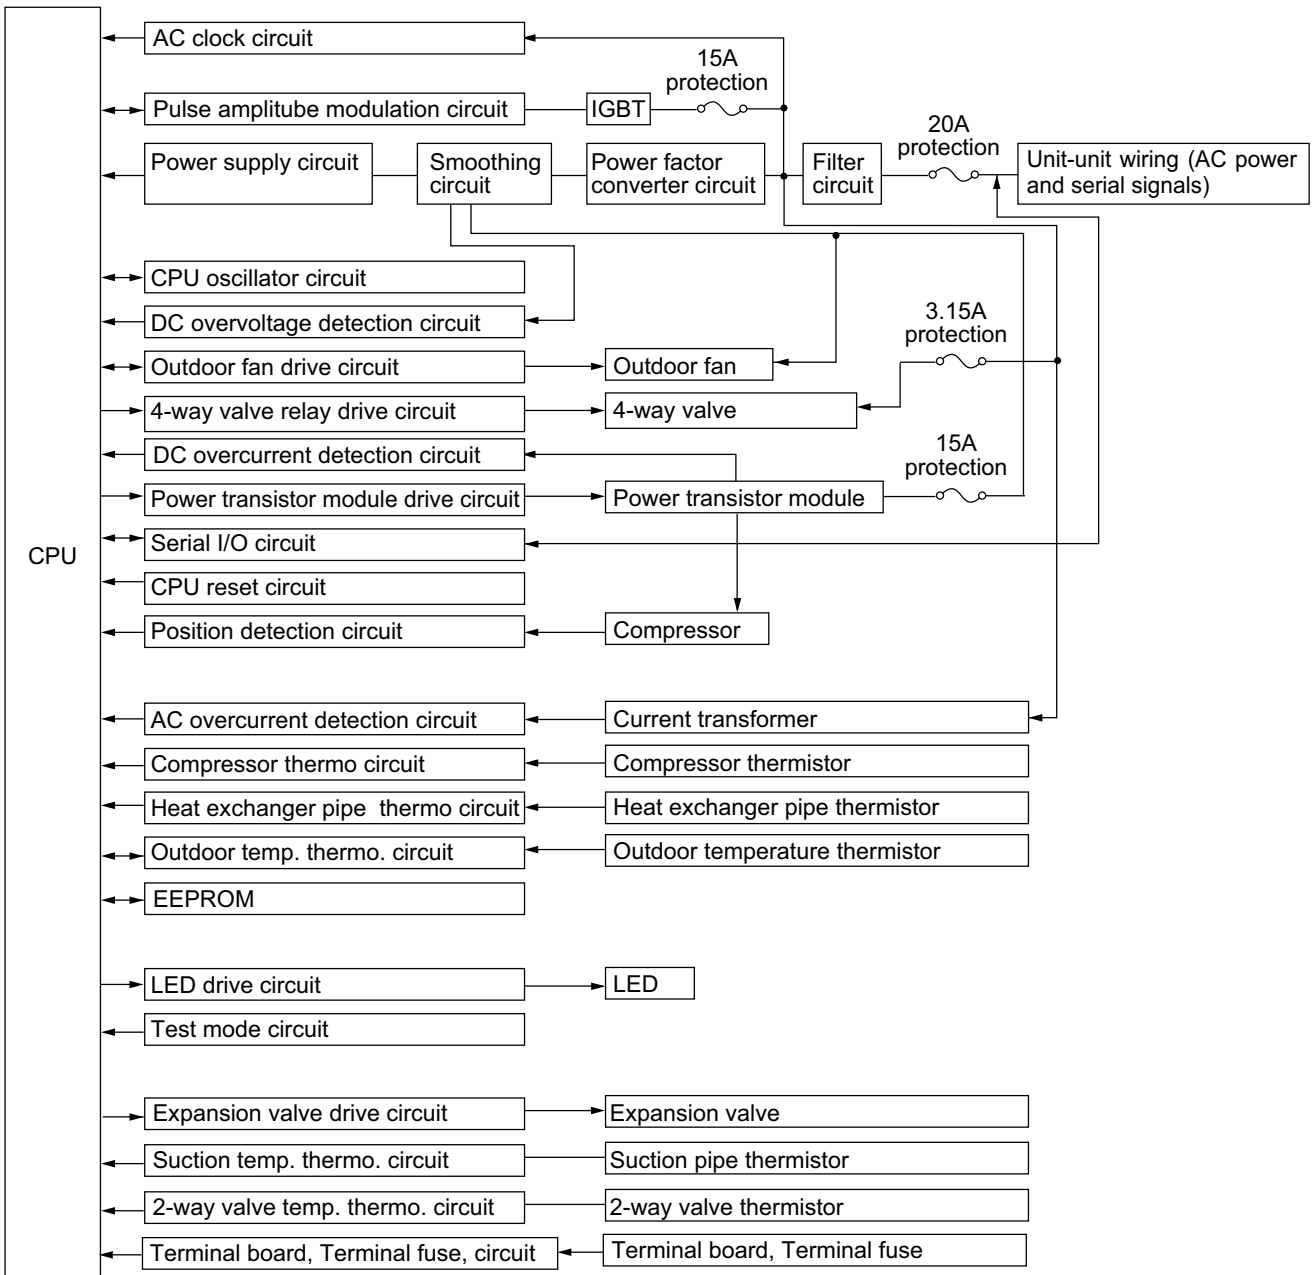 AC clock circuit
15A
protection
Pulse amplitube modulation circuit
IGBT
20A
protection
Power supply circuit
Smoothing
circuit
Power factor
converter circuit
Filter
circuit
Unit-unit wiring (AC power
and serial signals)
CPU oscillator circuit
DC overvoltage detection circuit
3.15A
protection
Outdoor fan drive circuit
Outdoor fan
4-way valve relay drive circuit
4-way valve
DC overcurrent detection circuit
15A
protection
Power transistor module drive circuit
Power transistor module
Serial I/O circuit
CPU
CPU reset circuit
Position detection circuit
Compressor
AC overcurrent detection circuit
Current transformer
Compressor thermo circuit
Compressor thermistor
Heat exchanger pipe thermo circuit
Heat exchanger pipe thermistor
Outdoor temp. thermo. circuit
Outdoor temperature thermistor
EEPROM
LED drive circuit
LED
Test mode circuit
Expansion valve drive circuit
Expansion valve
Suction temp. thermo. circuit
Suction pipe thermistor
2-way valve temp. thermo. circuit
2-way valve thermistor
Terminal board, Terminal fuse, circuit
Terminal board, Terminal fuse